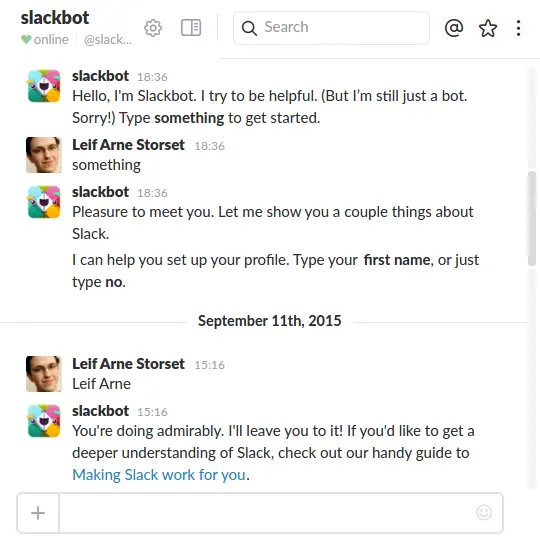 slackbot
online @slack...
Search
slackbot 18:36
Hello, I'm Slackbot. I try to be helpful. (But I'm still just a bot.
Sorry!) Type something to get started.
Leif Arne Storset 18:36
something
slackbot 18:36
Pleasure to meet you. Let me show you a couple things about
Slack.
I can help you set up your profile. Type your first name, or just
type no.
September 11th, 2015
Leif Arne Storset 15:16
Leif Arne
slackbot 15:16
You're doing admirably. I'll leave you to it! If you'd like to get a
deeper understanding of Slack, check out our handy guide to
Making Slack work for you.